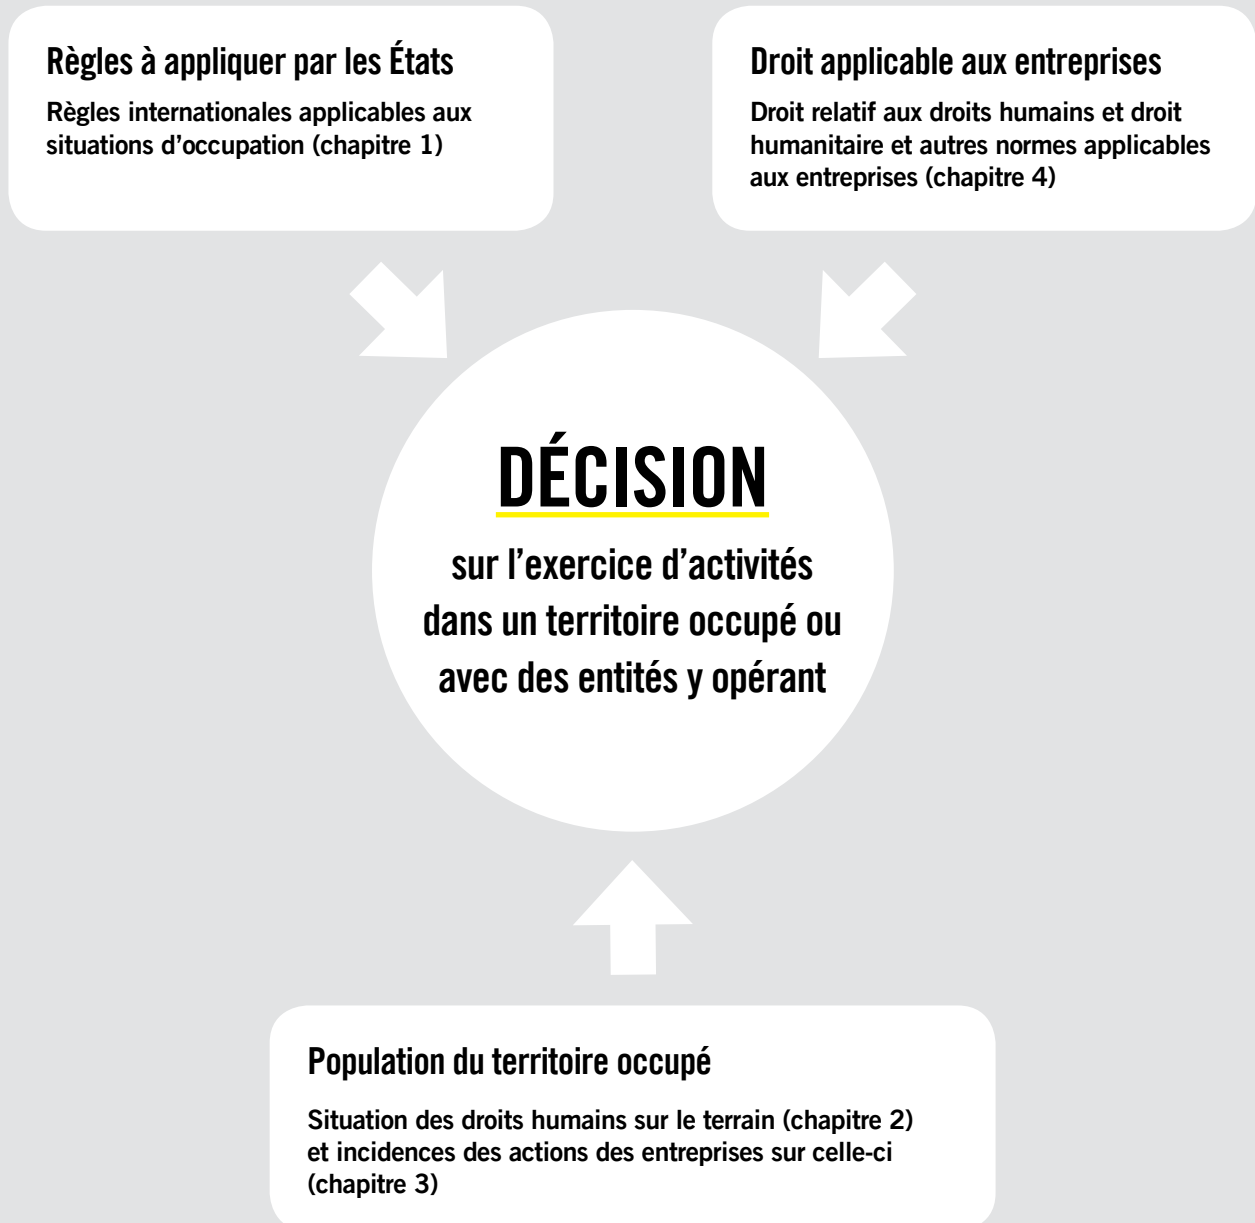 Règles à appliquer par les États
Règles internationales applicables aux
situations d’occupation (chapitre 1)
Droit applicable aux entreprises
Droit relatif aux droits humains et droit
humanitaire et autres normes applicables
aux entreprises (chapitre 4)
DÉCISION
sur l’exercice d’activités
dans un territoire occupé ou
avec des entités y opérant
Population du territoire occupé
Situation des droits humains sur le terrain (chapitre 2)
et incidences des actions des entreprises sur celle-ci
(chapitre 3)